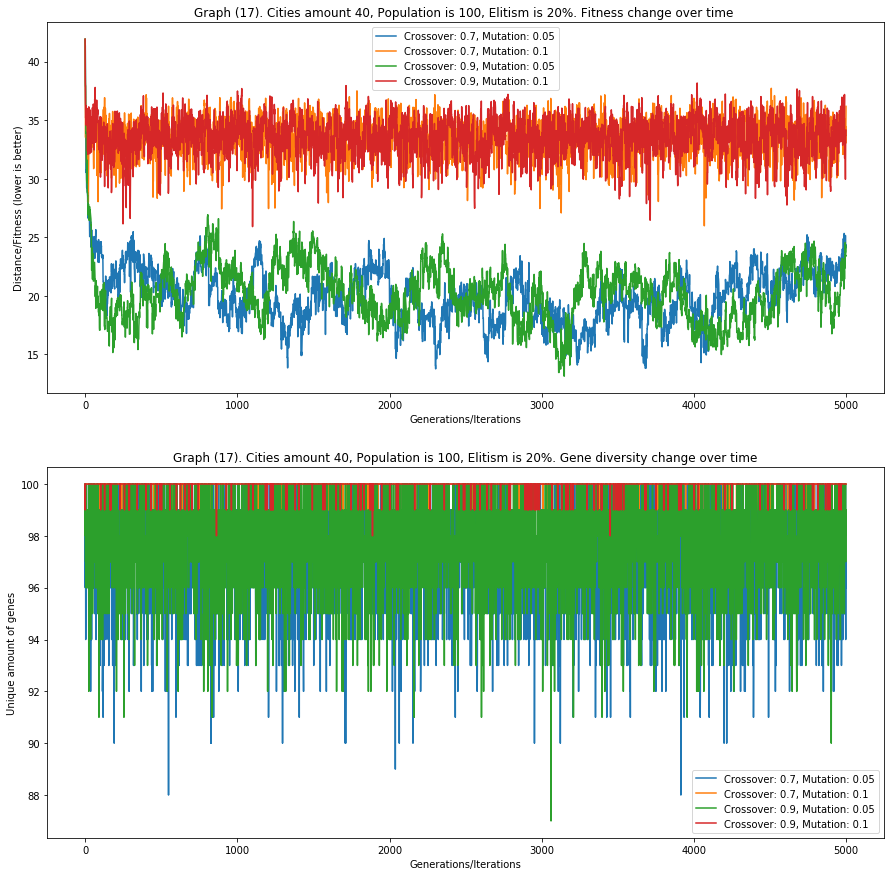 Graph (17). Cities amount 40, Population is 100, Elitism is 20%. Fitness change over time
Crossover: 0.7, Mutation: 0.05
Crossover: 0.7, Mutation: 0.1
Crossover: 0.9, Mutation: 0.05
Crossover: 0.9, Mutation: 0.1
Distance/Fitness (lower is better)
40
35
30
25
20
15
0
1000
2000
3000
4000
5000
Generations/Iterations
Graph (17). Cities amount 40, Population is 100, Elitism is 20%. Gene diversity change over time
Unique amount of genes
100
98
96
94
92
90
88
Crossover: 0.7, Mutation: 0.05
Crossover: 0.7, Mutation: 0.1
Crossover: 0.9, Mutation: 0.05
Crossover: 0.9, Mutation: 0.1
0
1000
2000
3000
4000
5000
Generations/Iterations